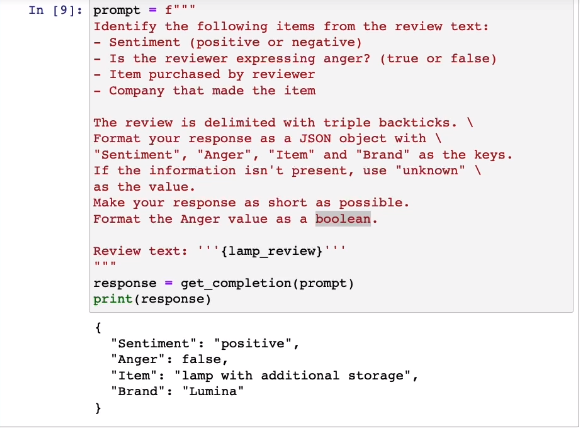 In [9]: prompt = f"""
Identify the following items from the review text:
- Sentiment (positive or negative)
- Is the reviewer expressing anger? (true or false)
- Item purchased by reviewer
- Company that made the item

The review is delimited with triple backticks. \
Format your response as a JSON object with \
"Sentiment", "Anger", "Item" and "Brand" as the keys.
If the information isn't present, use "unknown" \
as the value.
Make your response as short as possible.
Format the Anger value as a boolean.

Review text: '''{lamp_review}'''
"""
response = get_completion(prompt)
print(response)
{
  "Sentiment": "positive",
  "Anger": false,
  "Item": "lamp with additional storage",
  "Brand": "Lumina"
}